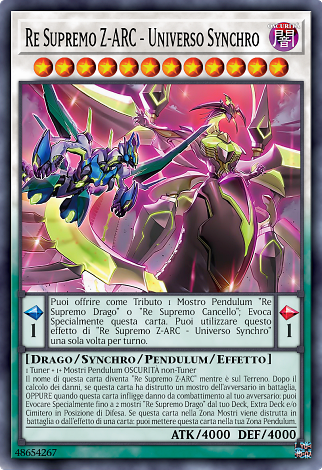 Re Supremo Z-ARC - Universo Synchro
OSCURITÀ
闇
Puoi offrire come Tributo 1 Mostro Pendulum "Re
Supremo Drago" o "Re Supremo Cancello"; Evoca
Specialmente questa carta. Puoi utilizzare questo
effetto di "Re Supremo Z-ARC - Universo Synchro"
una sola volta per turno.
1
1
[Drago/Synchro/Pendulum/Effetto]
1 Tuner + 1+ Mostri Pendulum OSCURITÀ non-Tuner
Il nome di questa carta diventa "Re Supremo Z-ARC" mentre è sul Terreno. Dopo il
calcolo dei danni, se questa carta ha distrutto un mostro dell'avversario in battaglia,
OPPURE quando questa carta infligge danno da combattimento al tuo avversario: puoi
Evocare Specialmente fino a 2 mostri "Re Supremo Drago" dal tuo Deck, Extra Deck e/o
Cimitero in Posizione di Difesa. Se questa carta nella Zona Mostri viene distrutta in
battaglia o dall'effetto di una carta: puoi mettere questa carta nella tua Zona Pendulum.
ATK/4000 DEF/4000
48654267